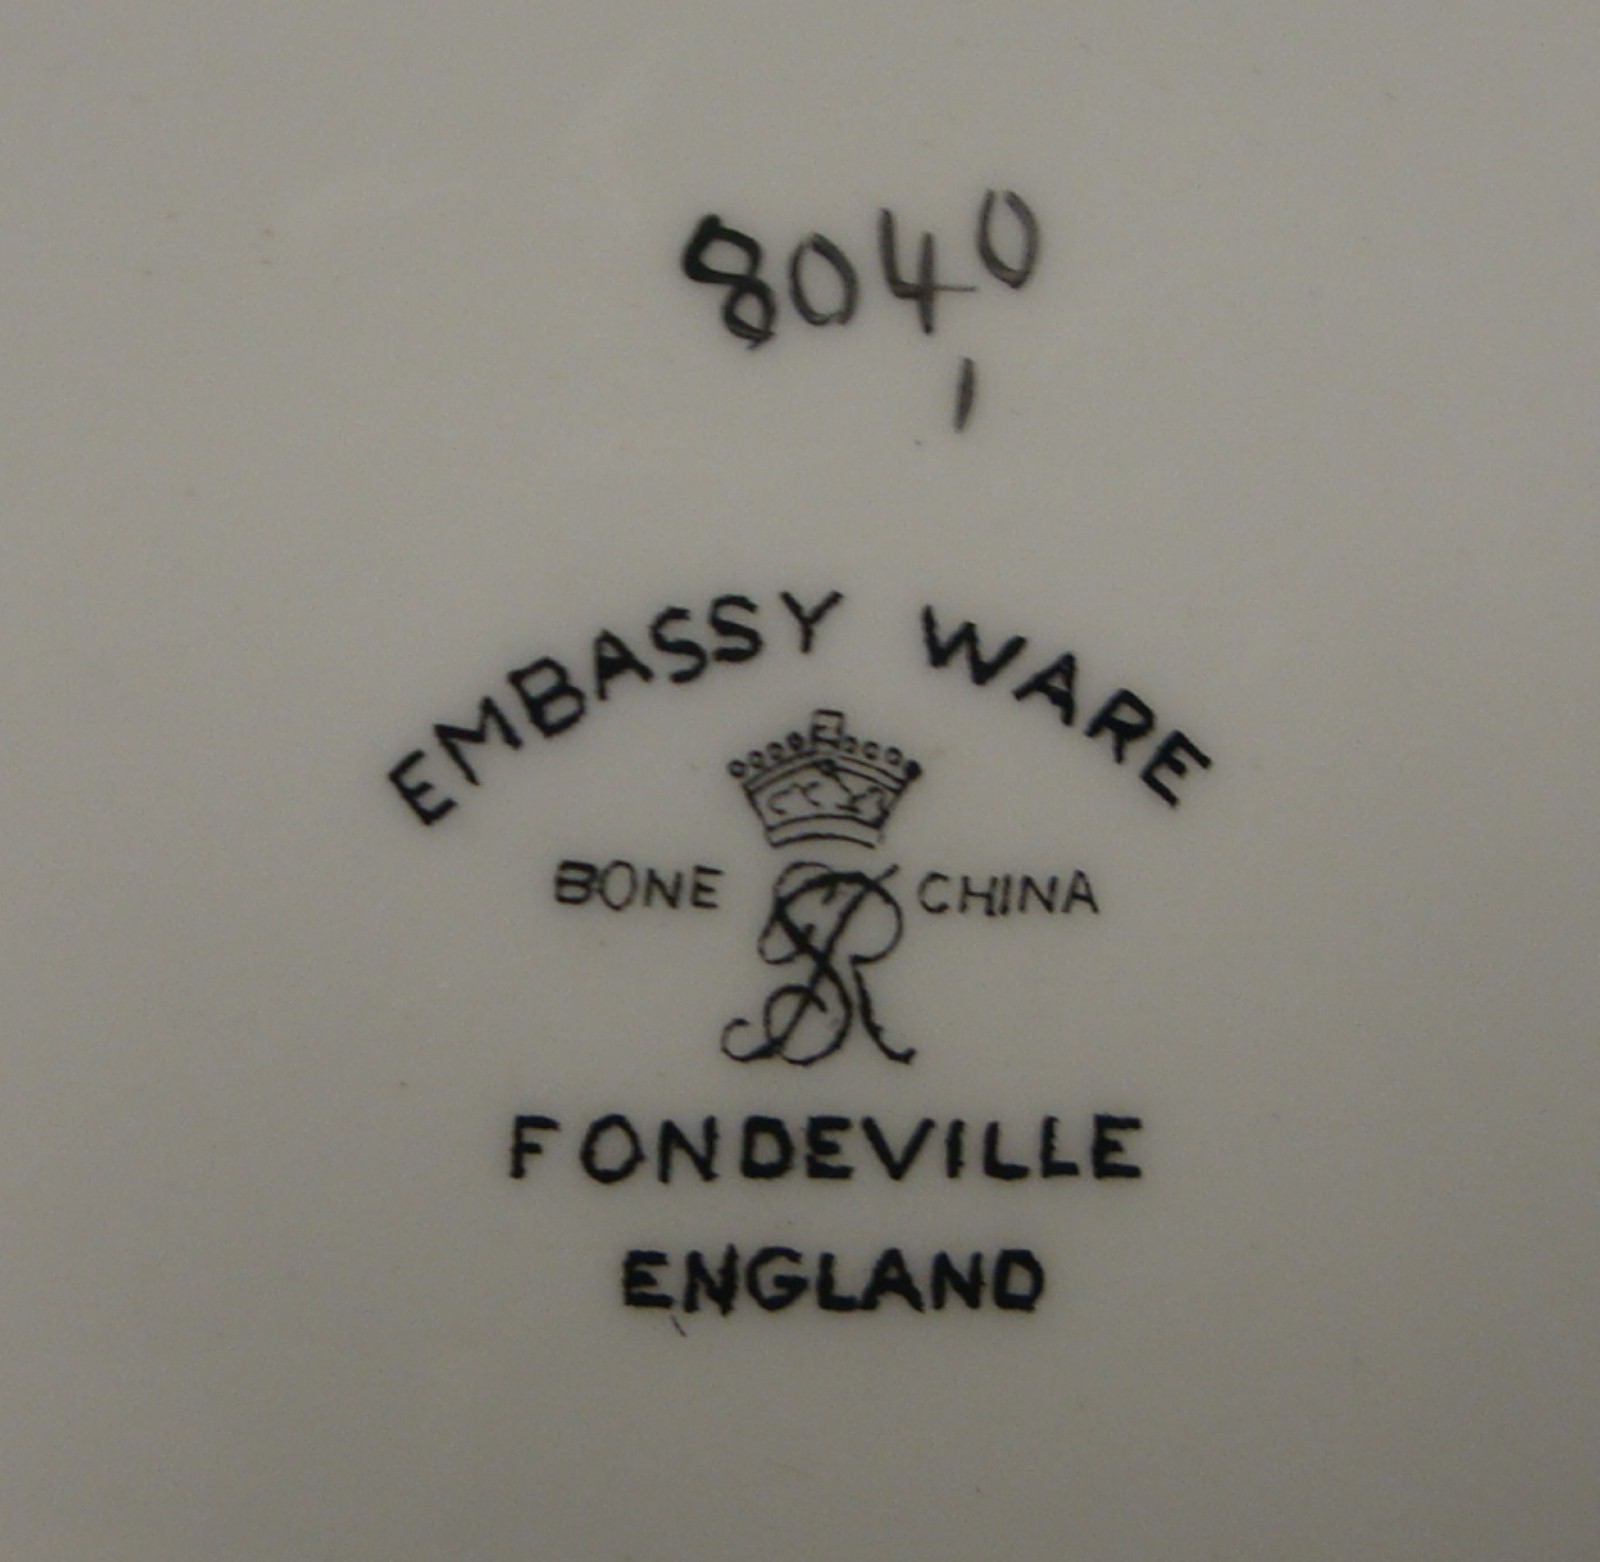 8040
1
EMBASSY WARE
BONE CHINA
FONDEVILLE
ENGLAND